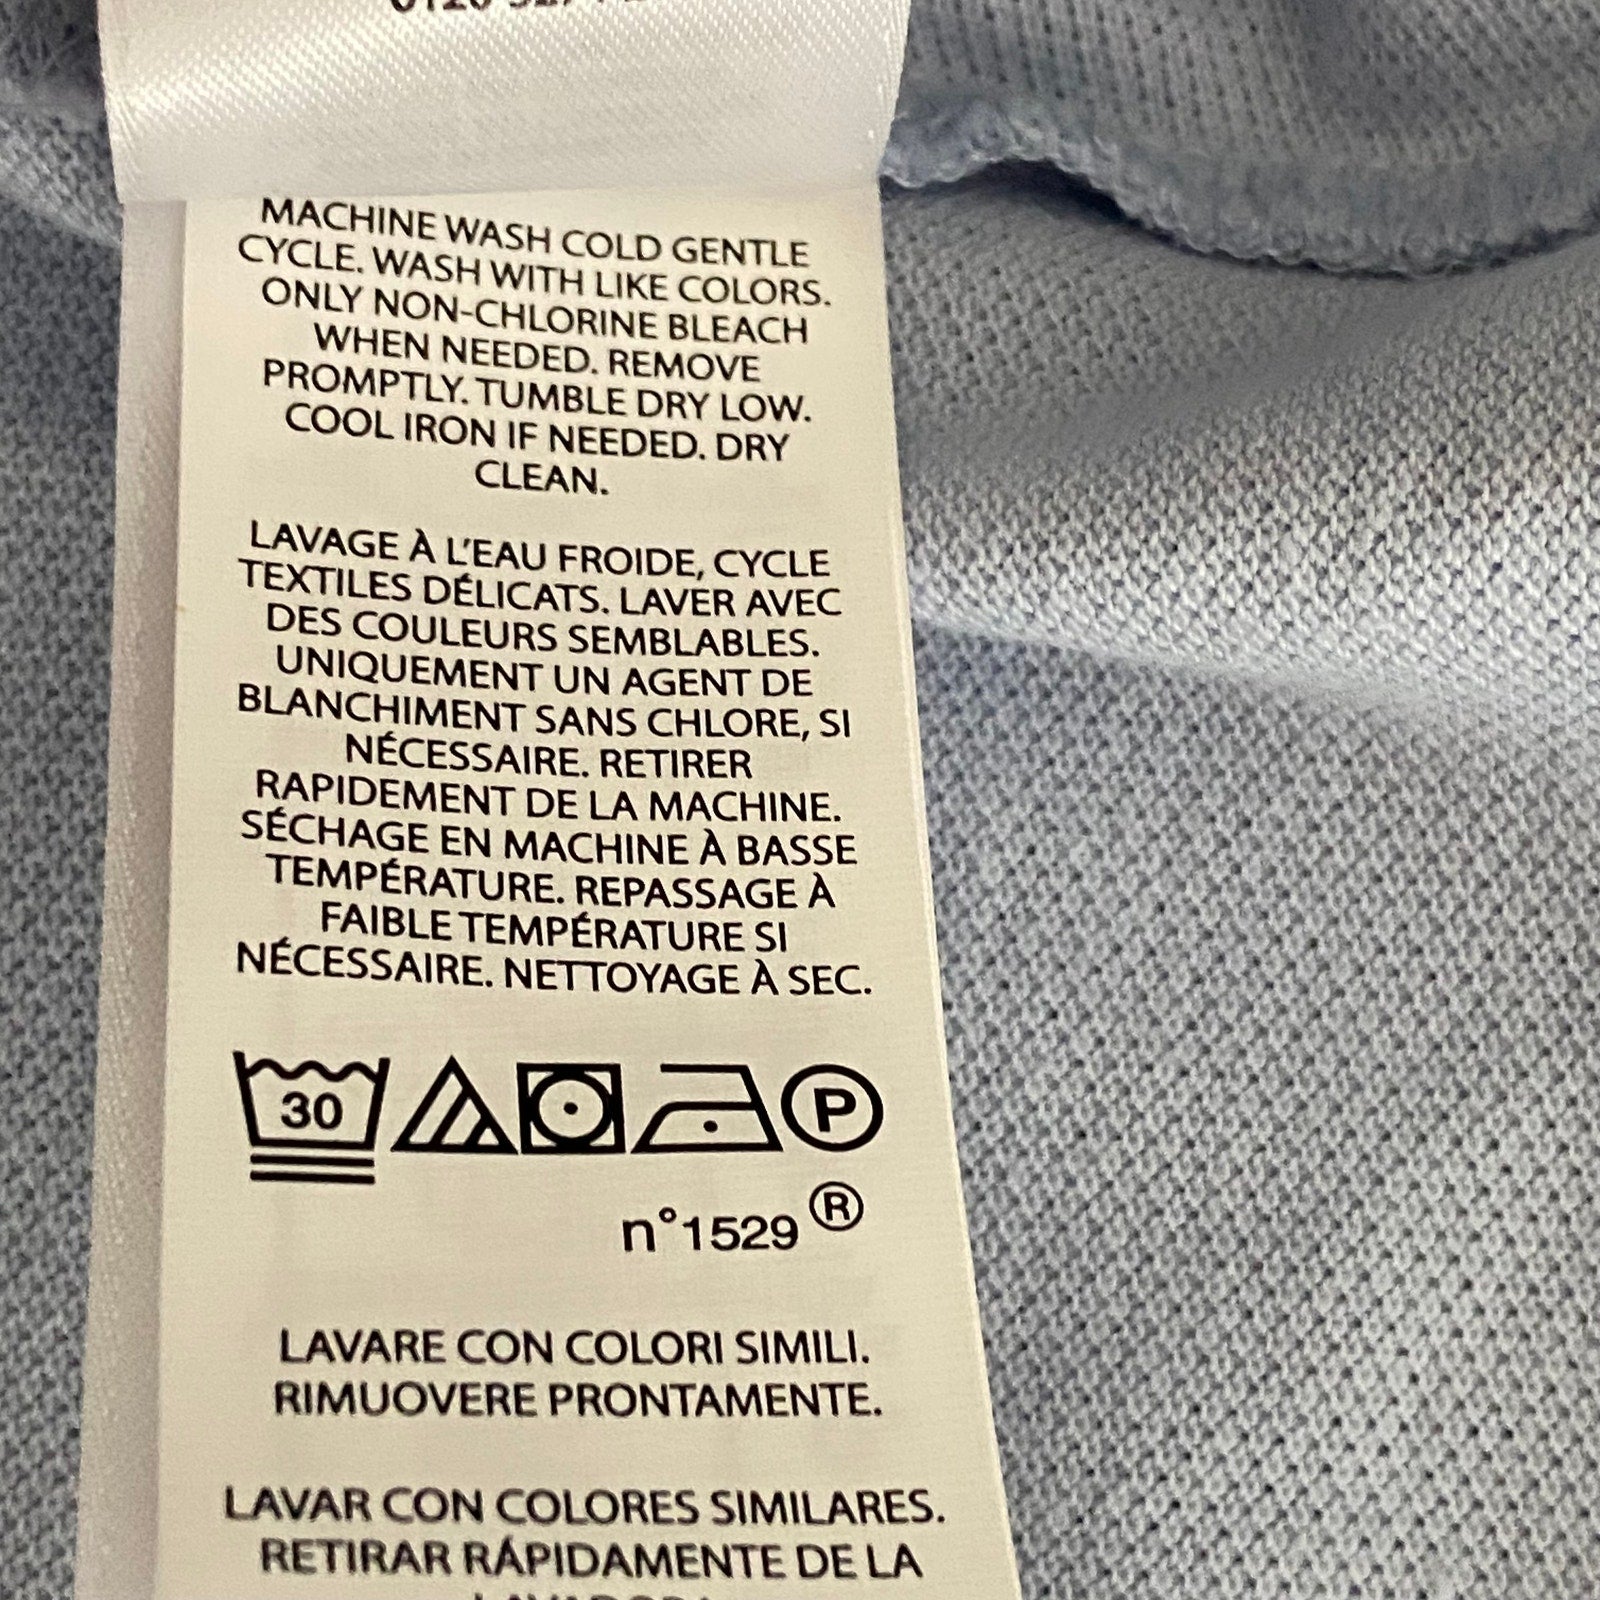 MACHINE WASH COLD GENTLE
CYCLE. WASH WITH LIKE COLORS.
ONLY NON-CHLORINE BLEACH
WHEN NEEDED. REMOVE
PROMPTLY. TUMBLE DRY LOW.
COOL IRON IF NEEDED. DRY
CLEAN.
LAVAGE À L'EAU FROIDE, CYCLE
TEXTILES DÉLICATS. LAVER AVEC
DES COULEURS SEMBLABLES.
UNIQUEMENT UN AGENT DE
BLANCHIMENT SANS CHLORE, SI
NÉCESSAIRE. RETIRER
RAPIDEMENT DE LA MACHINE.
SÉCHAGE EN MACHINE À BASSE
TEMPÉRATURE. REPASSAGE À
FAIBLE TEMPÉRATURE SI
NÉCESSAIRE. NETTOYAGE À SEC.
30 P
n°1529 ®
LAVARE CON COLORI SIMILI.
RIMUOVERE PRONTAMENTE.
LAVAR CON COLORES SIMILARES.
RETIRAR RÁPIDAMENTE DE LA